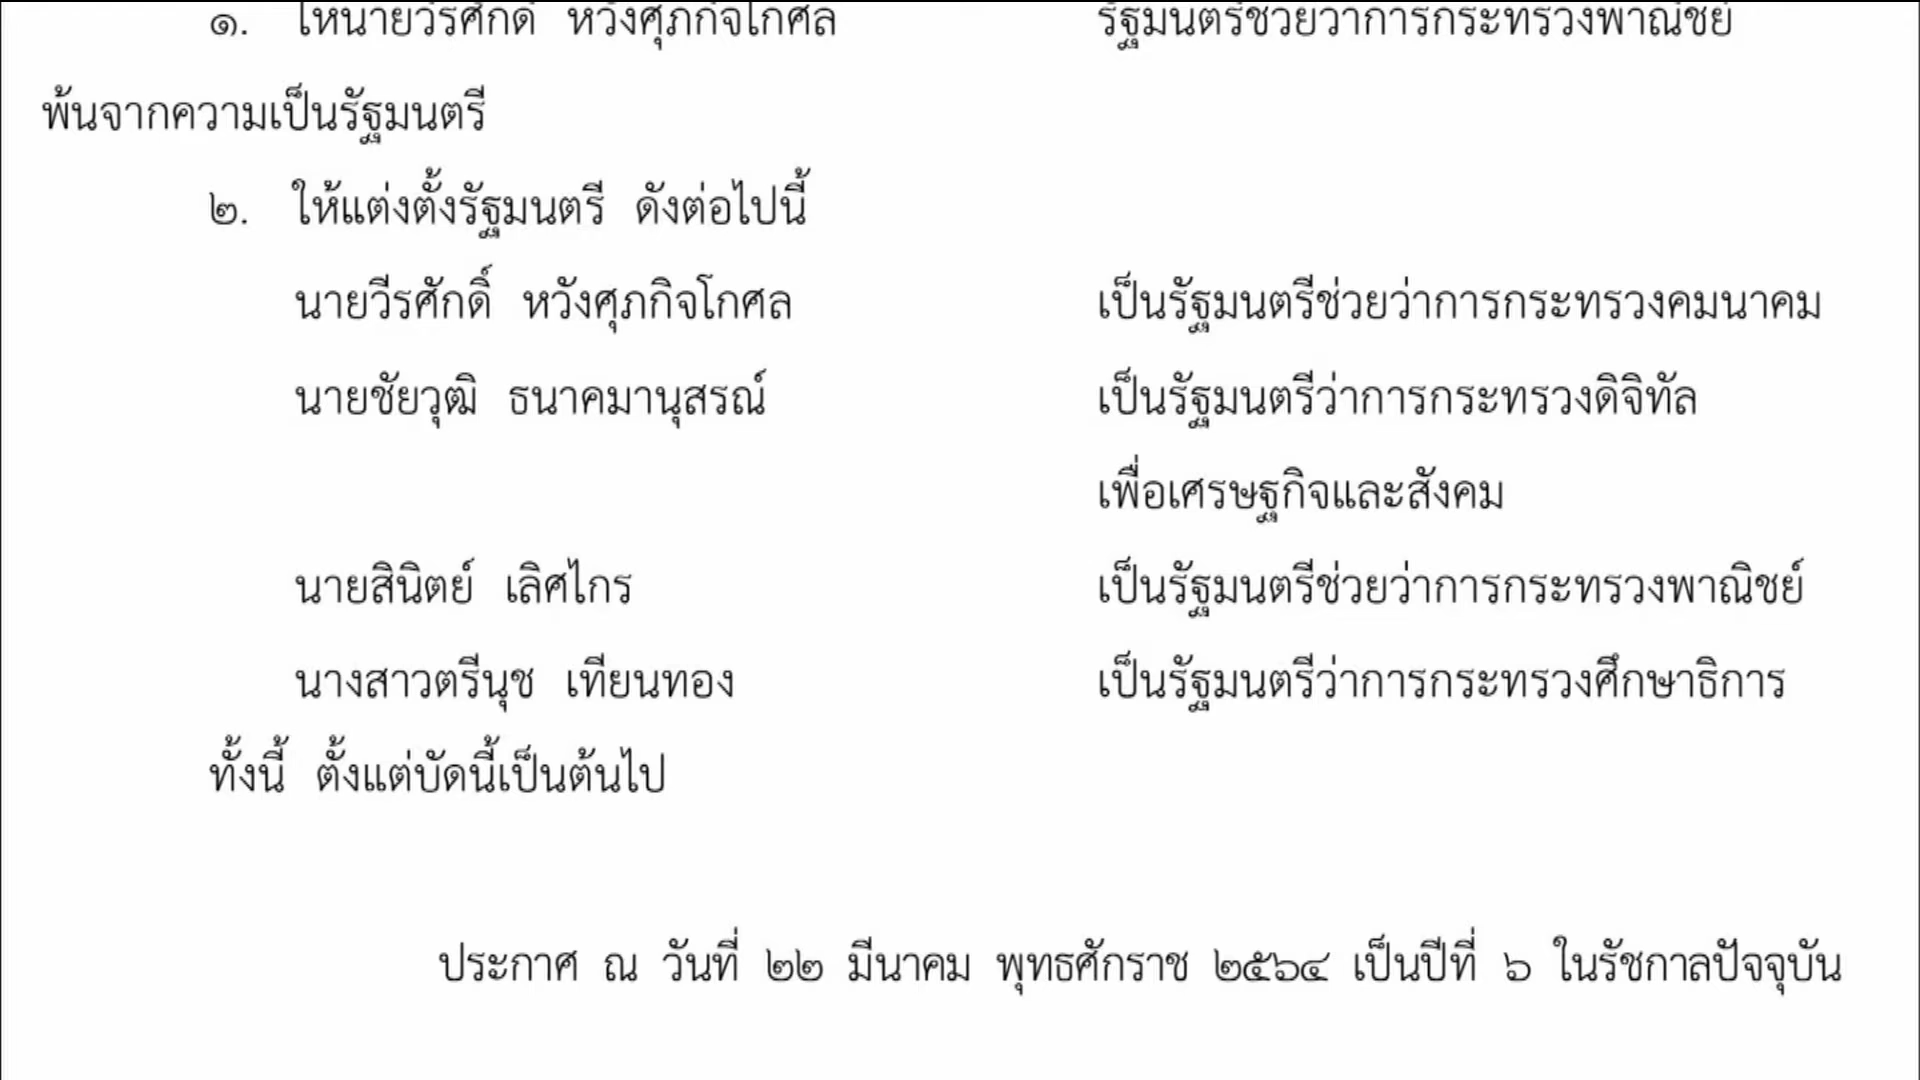 ๑. ให้นายวีรศักดิ์ หวังศุภกิจโกศล รัฐมนตรีช่วยว่าการกระทรวงพาณิชย์
พ้นจากความเป็นรัฐมนตรี
๒. ให้แต่งตั้งรัฐมนตรี ดังต่อไปนี้
นายวีรศักดิ์ หวังศุภกิจโกศล เป็นรัฐมนตรีช่วยว่าการกระทรวงคมนาคม
นายชัยวุฒิ ธนาคมานุสรณ์ เป็นรัฐมนตรีว่าการกระทรวงดิจิทัล
เพื่อเศรษฐกิจและสังคม
นายสินิตย์ เลิศไกร เป็นรัฐมนตรีช่วยว่าการกระทรวงพาณิชย์
นางสาวตรีนุช เทียนทอง เป็นรัฐมนตรีว่าการกระทรวงศึกษาธิการ
ทั้งนี้ ตั้งแต่บัดนี้เป็นต้นไป
ประกาศ ณ วันที่ ๒๒ มีนาคม พุทธศักราช ๒๕๖๔ เป็นปีที่ ๖ ในรัชกาลปัจจุบัน